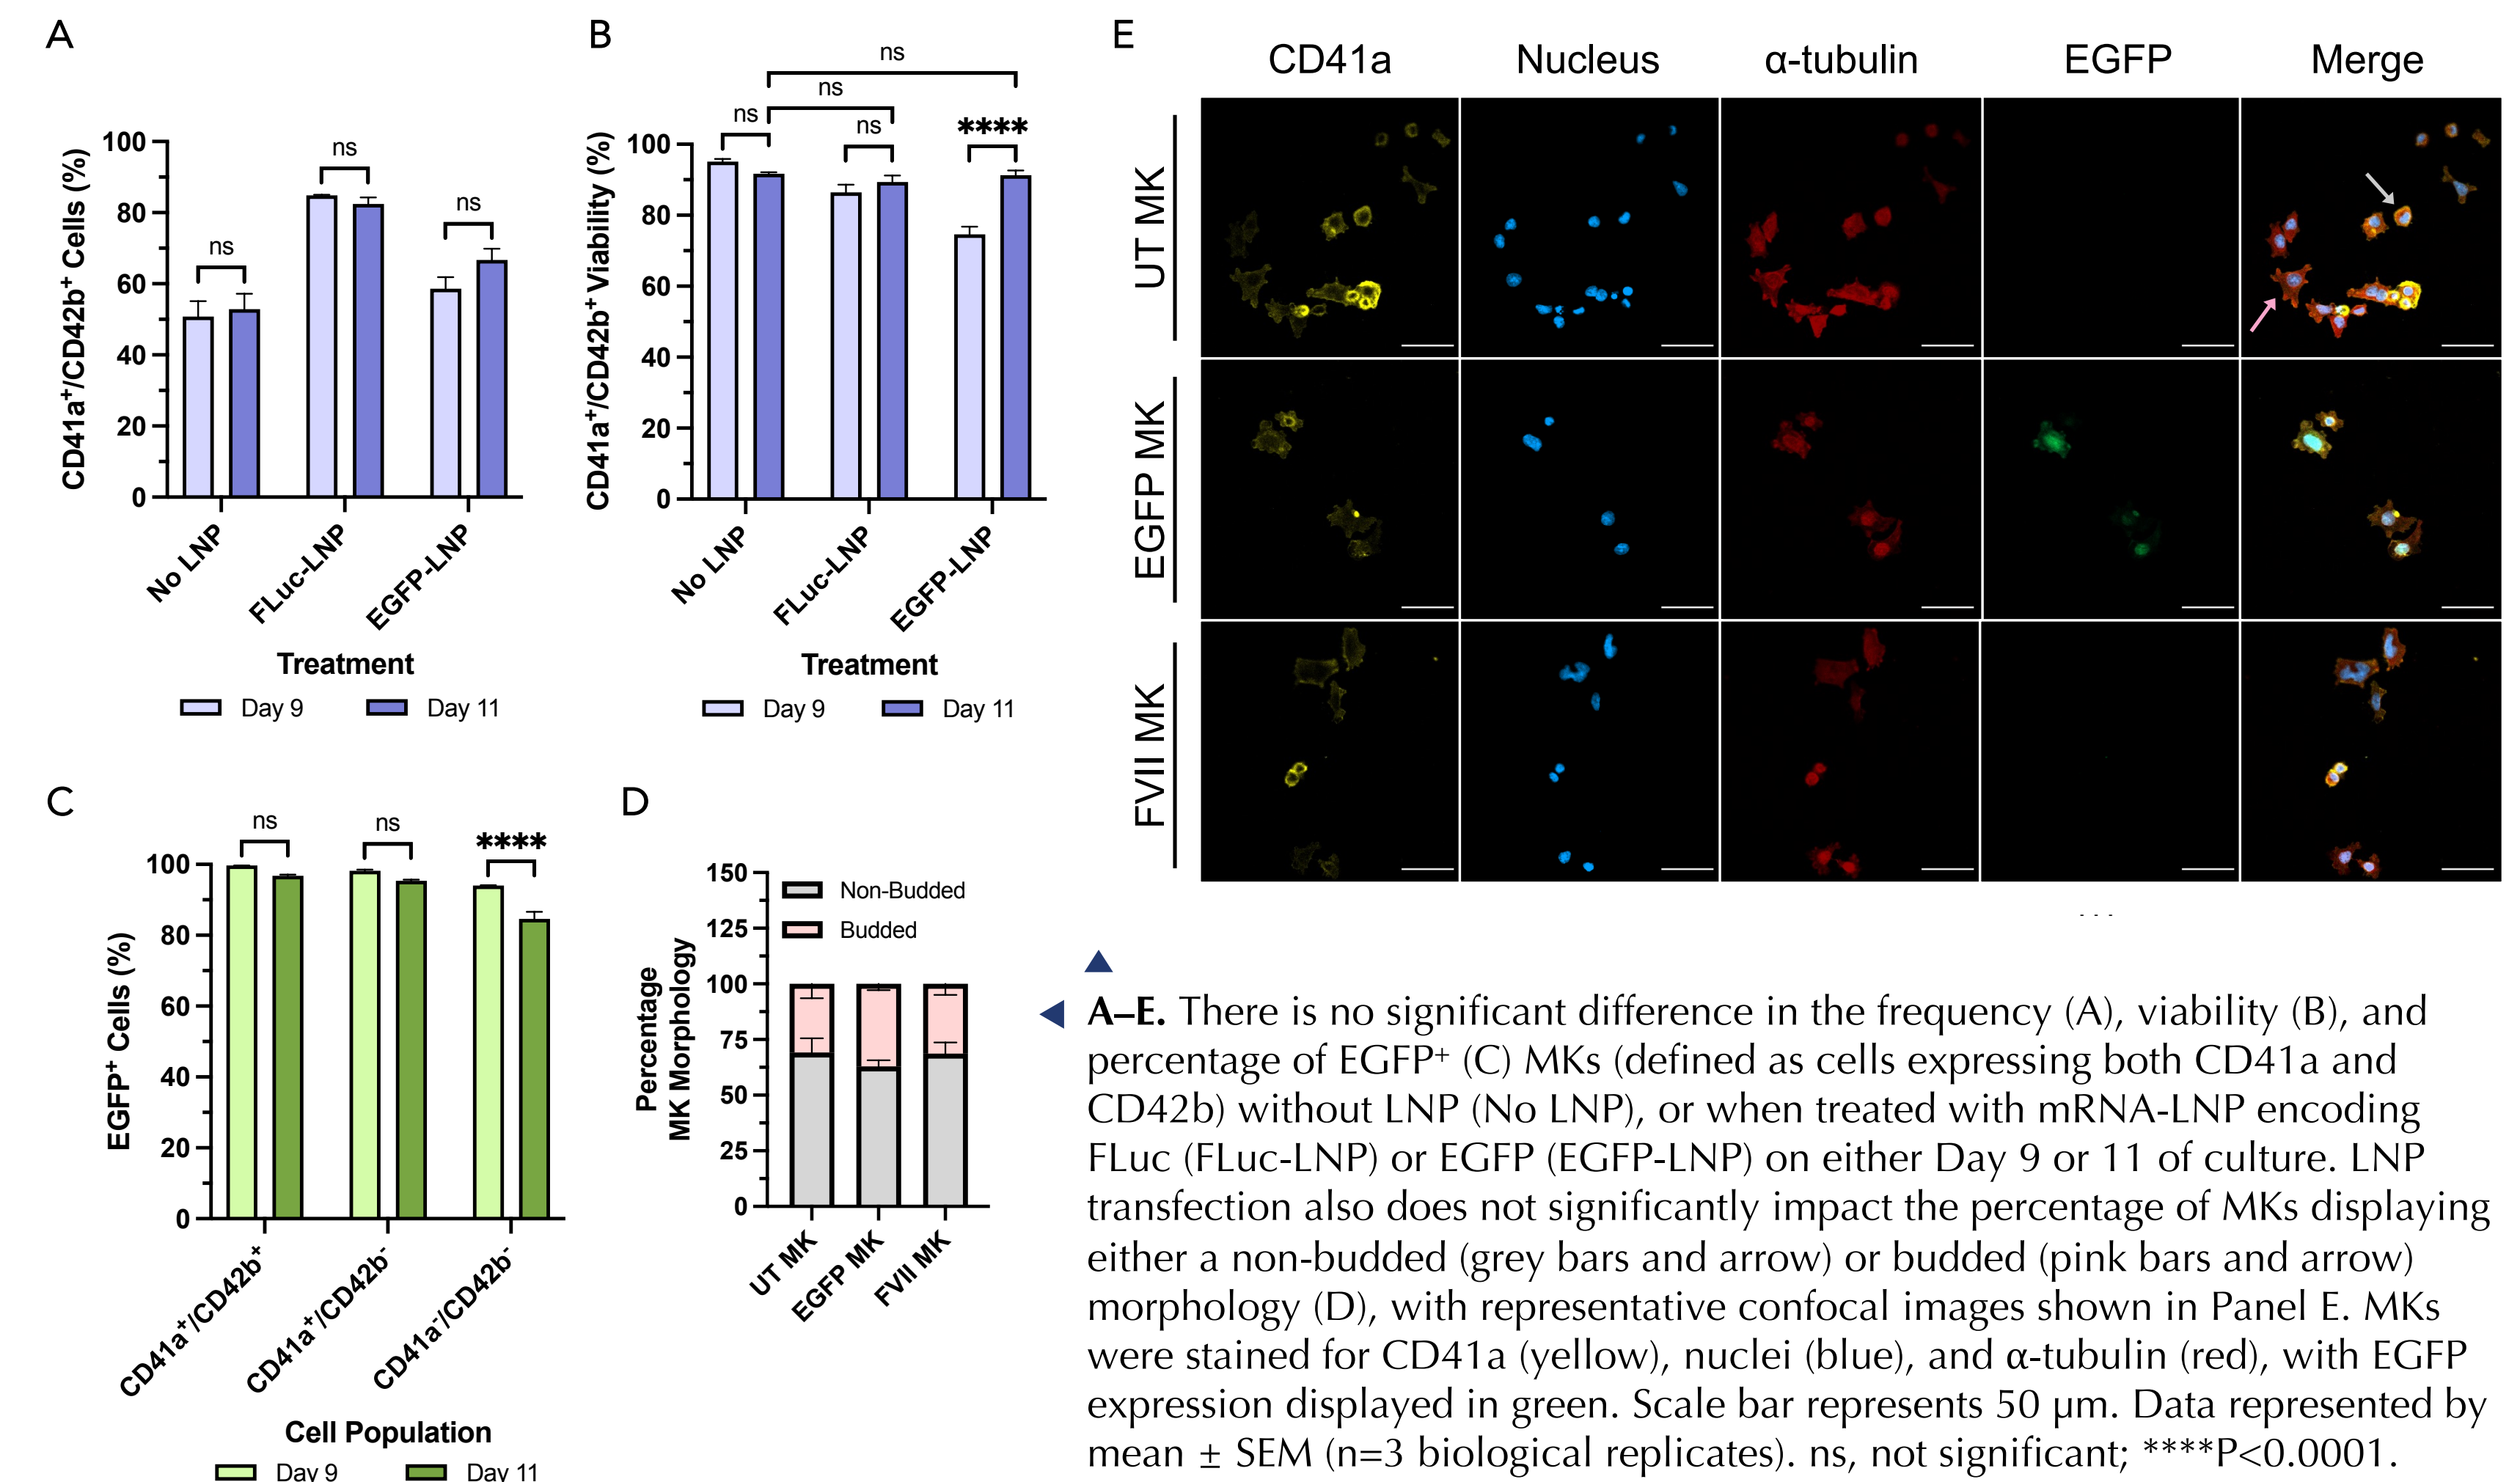 A
CD41a⁺/CD42b⁺ Cells (%)
100
80
60
40
20
0
ns
ns
ns
No LNP
FLuc-LNP
EGFP-LNP
Treatment
Day 9
Day 11
B
CD41a⁺/CD42b⁺ Viability (%)
100
80
60
40
20
0
ns
ns
ns
ns
****
No LNP
FLuc-LNP
EGFP-LNP
Treatment
Day 9
Day 11
C
EGFP⁺ Cells (%)
100
80
60
40
20
0
ns
ns
****
CD41a⁺/CD42b⁺
CD41a⁺/CD42b⁻
CD41a⁻/CD42b⁻
Cell Population
Day 9
Day 11
D
Percentage
MK Morphology
150
125
100
75
50
25
0
Non-Budded
Budded
UT MK
EGFP MK
FVII MK
E
CD41a
Nucleus
α-tubulin
EGFP
Merge
UT MK
EGFP MK
FVII MK
...
A–E. There is no significant difference in the frequency (A), viability (B), and
percentage of EGFP⁺ (C) MKs (defined as cells expressing both CD41a and
CD42b) without LNP (No LNP), or when treated with mRNA-LNP encoding
FLuc (FLuc-LNP) or EGFP (EGFP-LNP) on either Day 9 or 11 of culture. LNP
transfection also does not significantly impact the percentage of MKs displaying
either a non-budded (grey bars and arrow) or budded (pink bars and arrow)
morphology (D), with representative confocal images shown in Panel E. MKs
were stained for CD41a (yellow), nuclei (blue), and α-tubulin (red), with EGFP
expression displayed in green. Scale bar represents 50 μm. Data represented by
mean ± SEM (n=3 biological replicates). ns, not significant; ****P<0.0001.